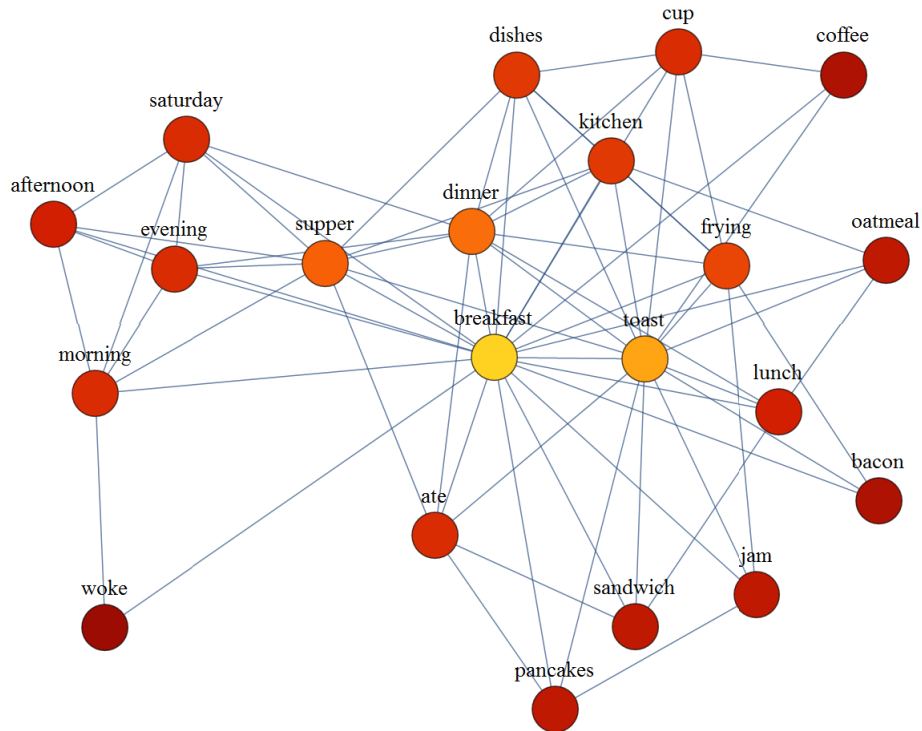 cup
dishes
coffee
saturday
kitchen
afternoon
dinner
evening
supper
frying
oatmeal
breakfast
toast
morning
lunch
bacon
ate
jam
woke
sandwich
pancakes